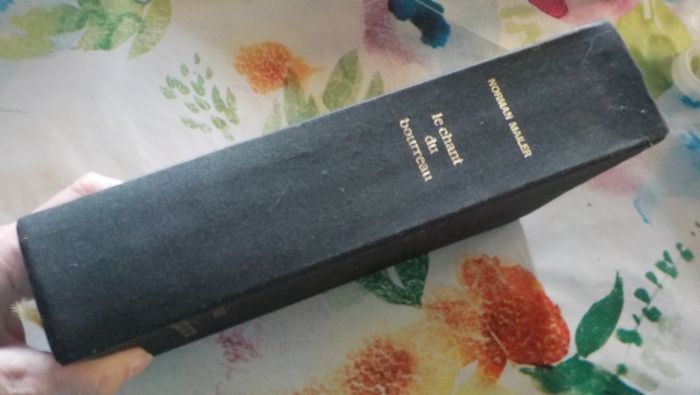 NORMAN MAILER
le chant
du
bourreau